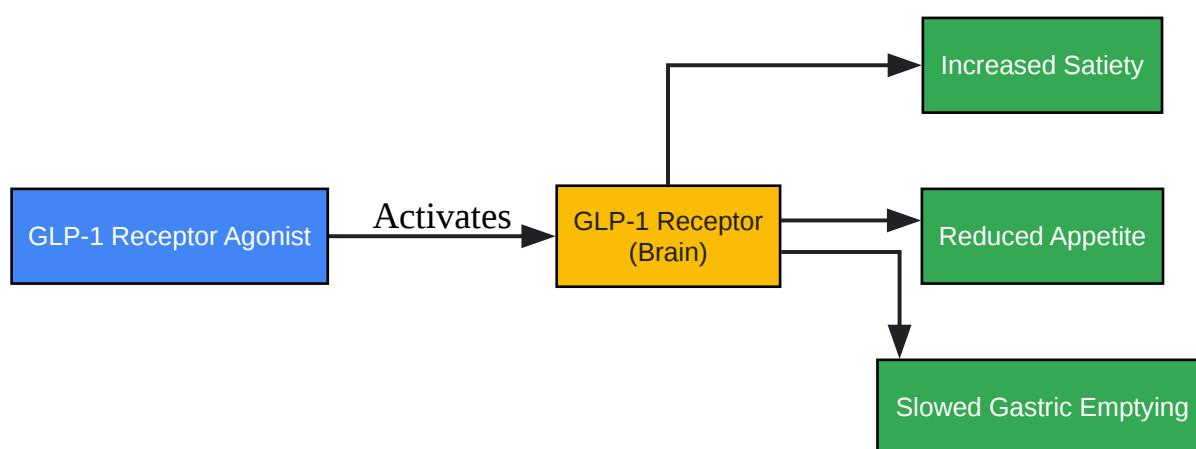 Increased Satiety
GLP-1 Receptor Agonist
Activates
GLP-1 Receptor
(Brain)
Reduced Appetite
Slowed Gastric Emptying